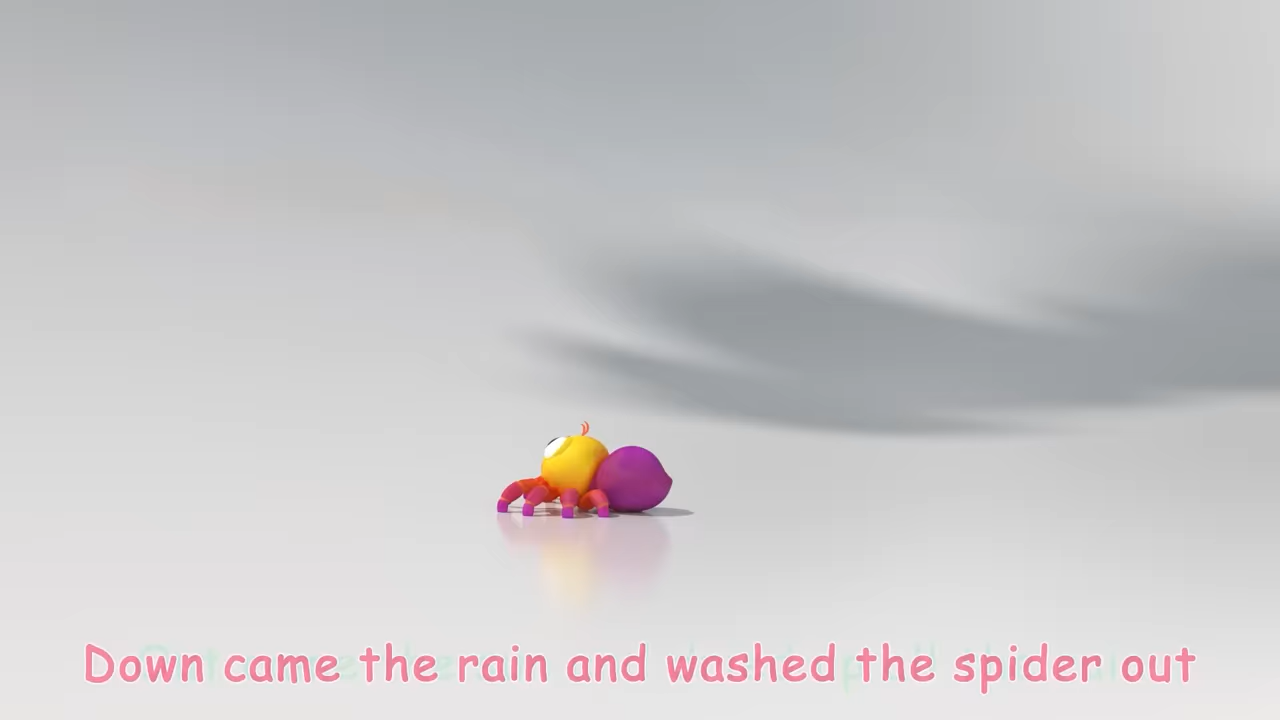 Down came the rain and washed the spider out